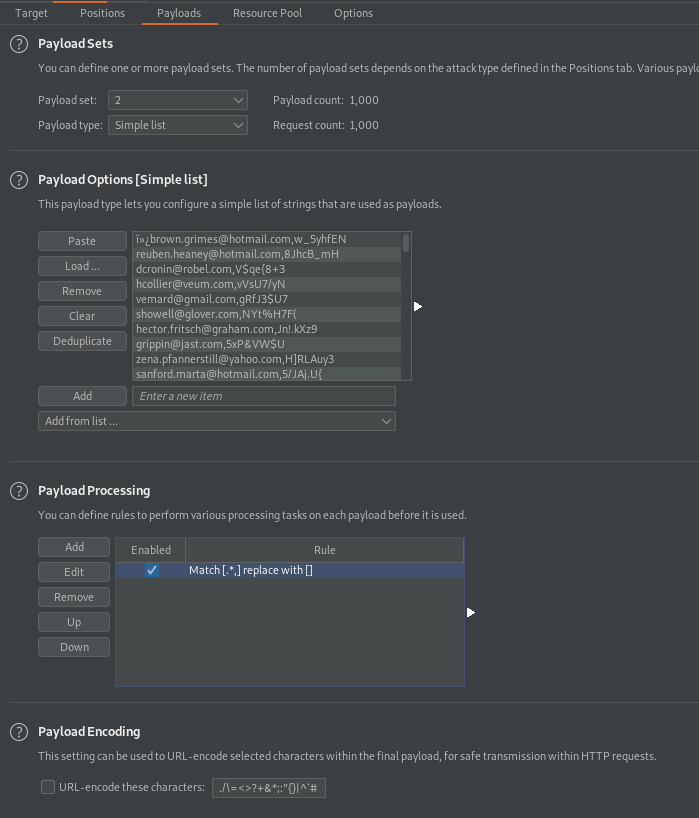 Target Positions Payloads Resource Pool Options
? Payload Sets
You can define one or more payload sets. The number of payload sets depends on the attack type defined in the Positions tab. Various
Payload set: 2 Payload count: 1,000
Payload type: Simple list Request count: 1,000
? Payload Options [Simple list]
This payload type lets you configure a simple list of strings that are used as payloads.
Paste
Load ...
Remove
Clear
Deduplicate
ï»¿brown.grimes@hotmail.com,w_5yhfEN
reuben.heaney@hotmail.com,8JhcB_mH
dcronin@robel.com,V$qe{8+3
hcollier@veum.com,vVsU7/yN
vemard@gmail.com,gRfJ3$U7
showell@glover.com,NYt%H7F(
hector.fritsch@graham.com,Jn!.kXz9
grippin@jast.com,5xP&VW$U
zena.pfannerstill@yahoo.com,H]RLAuy3
sanford.marta@hotmail.com,5/JAj.U{
Add Enter a new item
Add from list ...
? Payload Processing
You can define rules to perform various processing tasks on each payload before it is used.
Add
Edit
Remove
Up
Down
Enabled Rule
Match [.*,] replace with []
? Payload Encoding
This setting can be used to URL-encode selected characters within the final payload, for safe transmission within HTTP requests.
URL-encode these characters: ./\=<>?+&*;:"{}|^`#